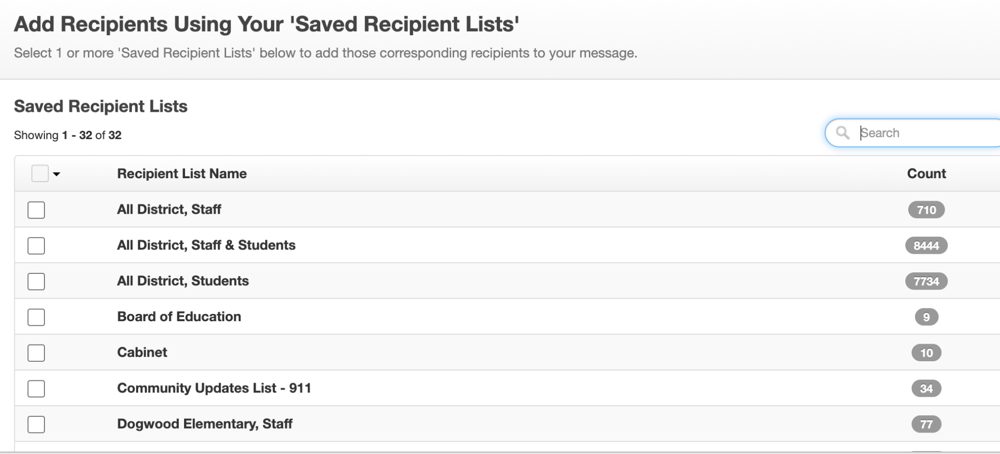 Add Recipients Using Your 'Saved Recipient Lists'
Select 1 or more 'Saved Recipient Lists' below to add those corresponding recipients to your message.
Saved Recipient Lists
Showing 1 - 32 of 32
Search
Recipient List Name Count
All District, Staff 710
All District, Staff & Students 8444
All District, Students 7734
Board of Education 9
Cabinet 10
Community Updates List - 911 34
Dogwood Elementary, Staff 77